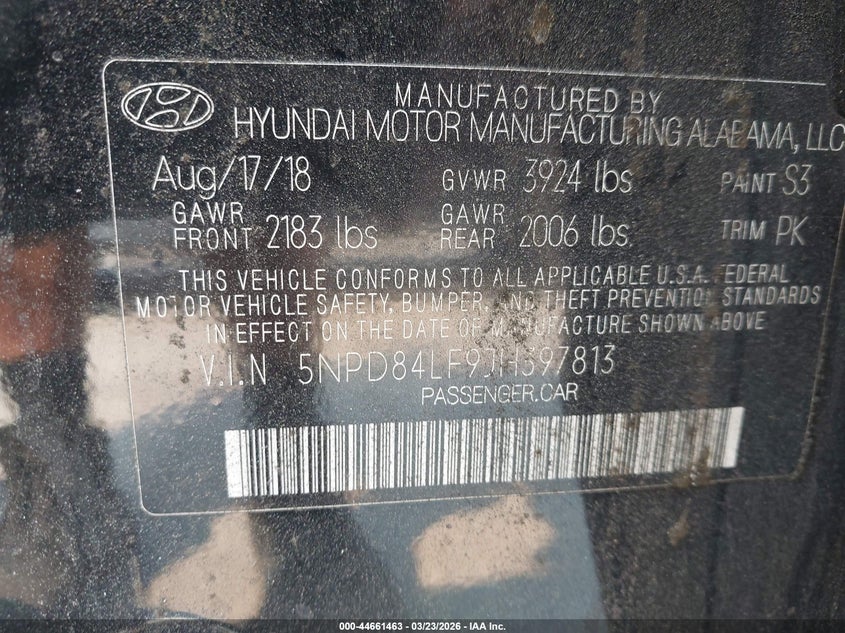 MANUFACTURED BY
HYUNDAI MOTOR MANUFACTURING ALABAMA, LLC
Aug/17/18 GVWR 3924 lbs PAINT S3
GAWR FRONT 2183 lbs GAWR REAR 2006 lbs. TRIM PK
THIS VEHICLE CONFORMS TO ALL APPLICABLE U.S.A. FEDERAL
MOTOR VEHICLE SAFETY, BUMPER, AND THEFT PREVENTION STANDARDS
IN EFFECT ON THE DATE OF MANUFACTURE SHOWN ABOVE
V.I.N 5NPD84LF9JH397813
PASSENGER.CAR
000-44661463 - 03/23/2026 - IAA Inc.